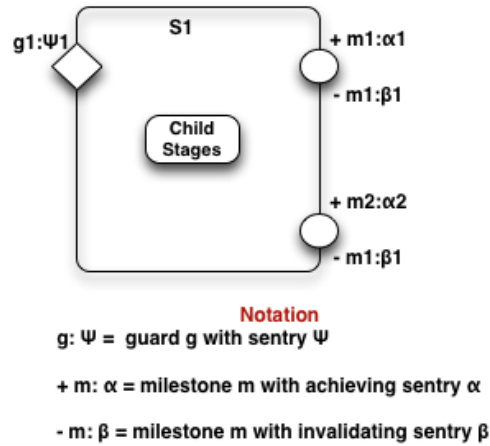 S1
g1:Ψ1
+ m1:α1
- m1:β1
Child
Stages
+ m2:α2
- m1:β1
Notation
g: Ψ = guard g with sentry Ψ
+ m: α = milestone m with achieving sentry α
- m: β = milestone m with invalidating sentry β